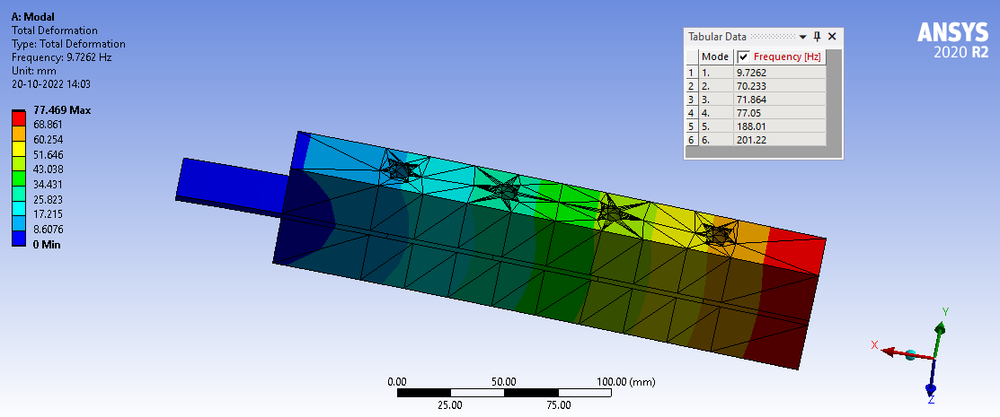 A: Modal
Total Deformation
Type: Total Deformation
Frequency: 9.7262 Hz
Unit: mm
20-10-2022 14:03
77.469 Max
68.861
60.254
51.646
43.038
34.431
25.823
17.215
8.6076
0 Min
Tabular Data
Mode Frequency [Hz]
1 1. 9.7262
2 2. 70.233
3 3. 71.864
4 4. 77.05
5 5. 188.01
6 6. 201.22
ANSYS
2020 R2
0.00 50.00 100.00 (mm)
25.00 75.00
Y
X
Z